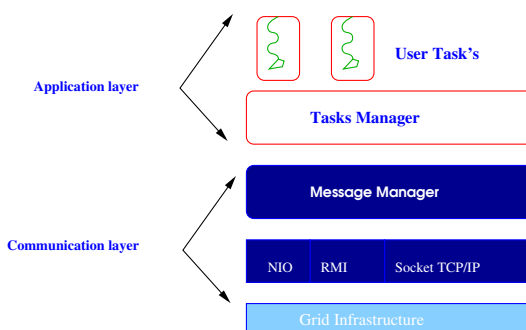 User Task's
Application layer
Tasks Manager
Message Manager
Communication layer
NIO RMI Socket TCP/IP
Grid Infrastructure